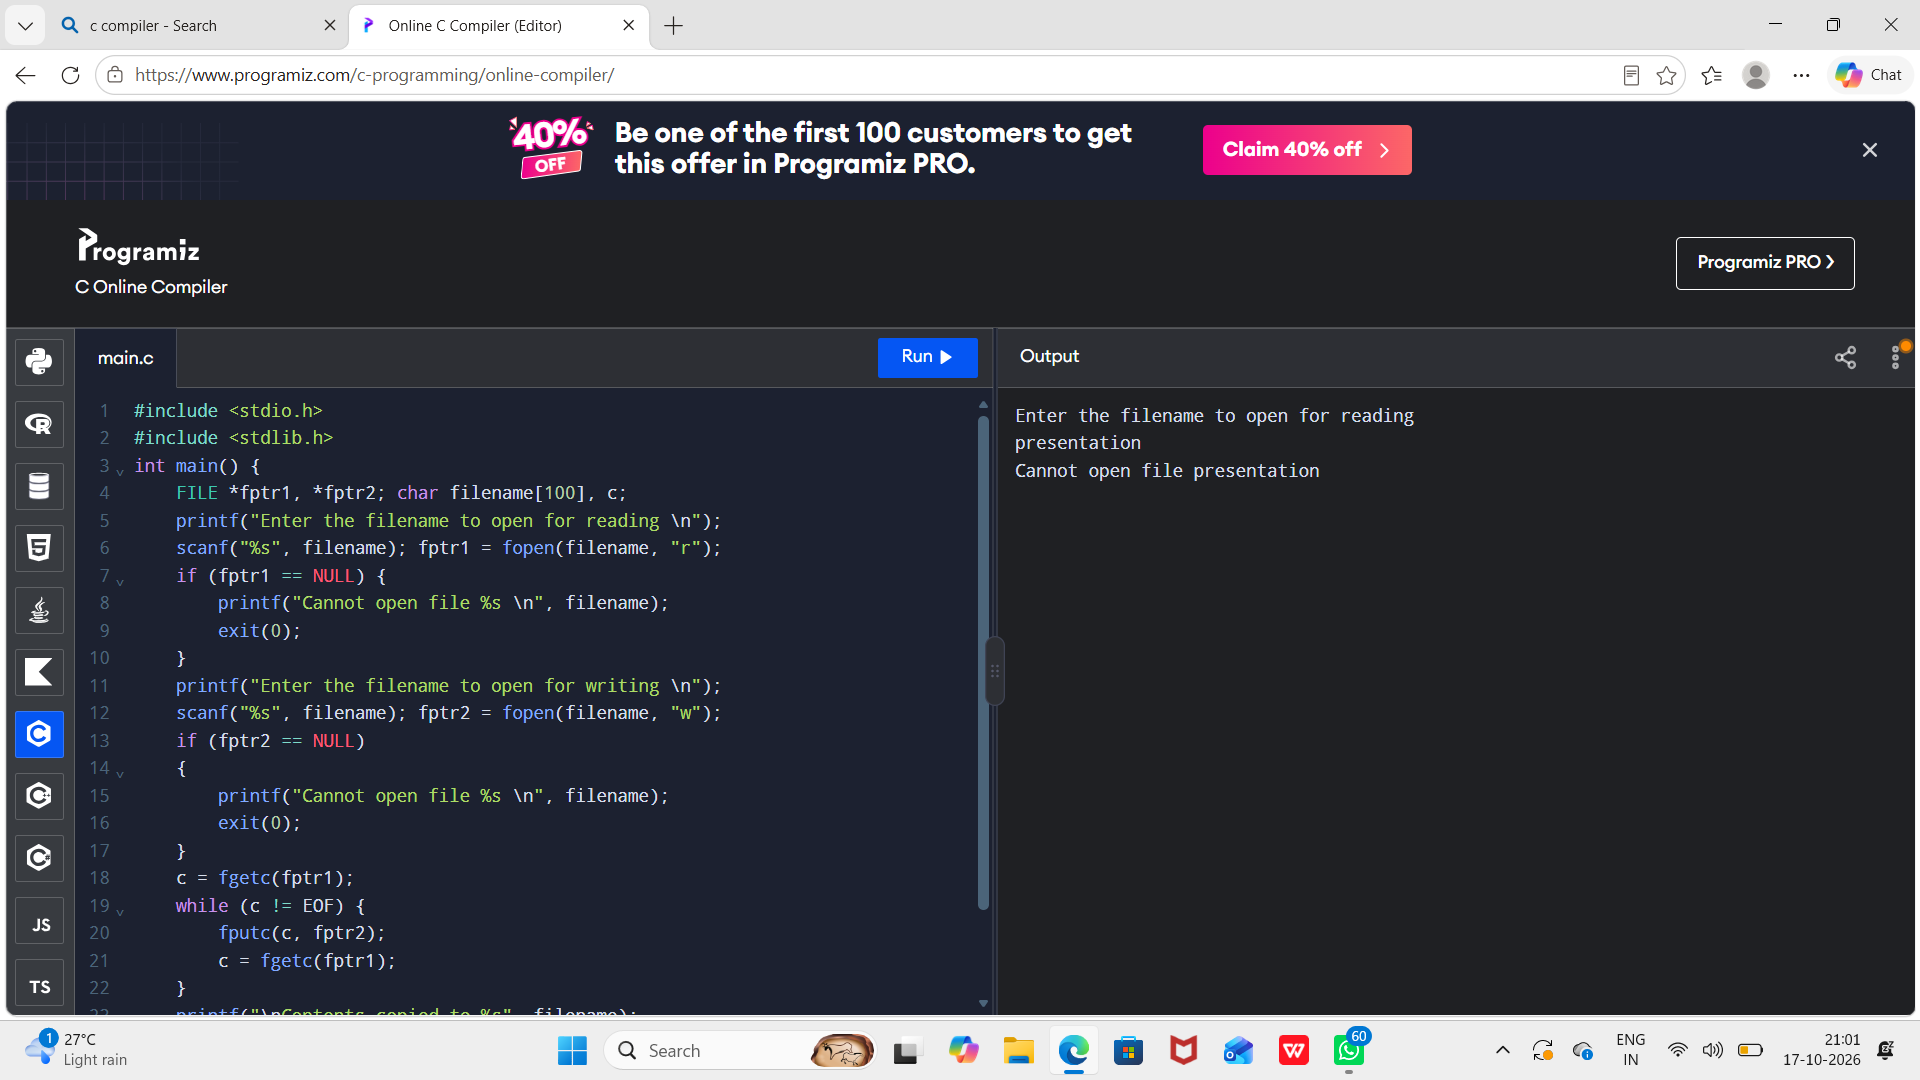 c compiler - Search
Online C Compiler (Editor)
https://www.programiz.com/c-programming/online-compiler/
Chat
40%
OFF
Be one of the first 100 customers to get
this offer in Programiz PRO.
Claim 40% off
Programiz
C Online Compiler
Programiz PRO
main.c
Run
Output
1 #include <stdio.h>
2 #include <stdlib.h>
3 int main() {
4 FILE *fptr1, *fptr2; char filename[100], c;
5 printf("Enter the filename to open for reading \n");
6 scanf("%s", filename); fptr1 = fopen(filename, "r");
7 if (fptr1 == NULL) {
8 printf("Cannot open file %s \n", filename);
9 exit(0);
10 }
11 printf("Enter the filename to open for writing \n");
12 scanf("%s", filename); fptr2 = fopen(filename, "w");
13 if (fptr2 == NULL)
14 {
15 printf("Cannot open file %s \n", filename);
16 exit(0);
17 }
18 c = fgetc(fptr1);
19 while (c != EOF) {
20 fputc(c, fptr2);
21 c = fgetc(fptr1);
22 }
23 printf("\nContents copied to %s", filename);
Enter the filename to open for reading
presentation
Cannot open file presentation
JS
TS
1
27°C
Light rain
Search
60
ENG
IN
21:01
17-10-2026